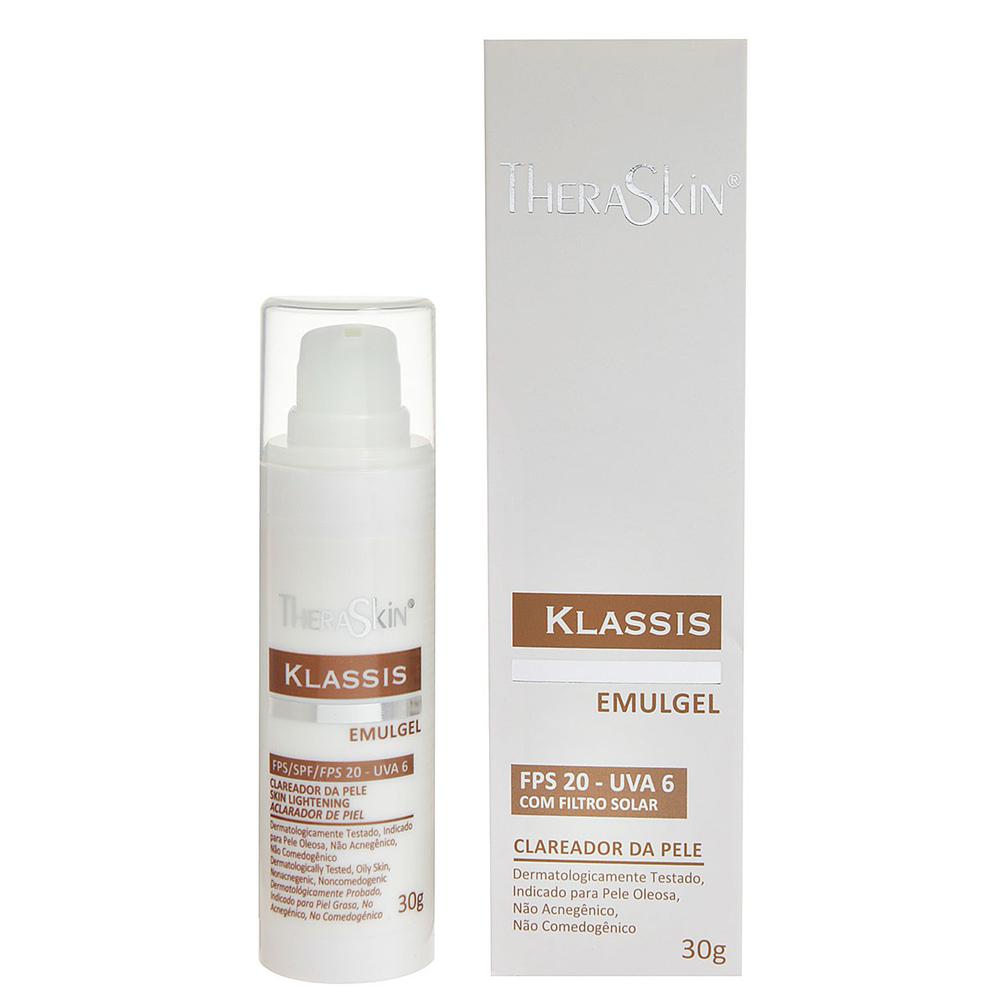 THERASKIN®
KLASSIS
EMULGEL
FPS/SPF/FPS 20 - UVA 6
CLAREADOR DA PELE
SKIN LIGHTENING
ACLARADOR DE PIEL
Dermatologicamente Testado, Indicado
para Pele Oleosa, Não Acnegênico,
Não Comedogênico
Dermatologically Tested, Oily Skin,
Nonacnegenic, Noncomedogenic
Dermatológicamente Probado,
Indicado para Piel Grasa, No
Acnegénico, No Comedogénico
30g
THERASKIN®
KLASSIS
EMULGEL
FPS 20 - UVA 6
COM FILTRO SOLAR
CLAREADOR DA PELE
Dermatologicamente Testado,
Indicado para Pele Oleosa,
Não Acnegênico,
Não Comedogênico
30g